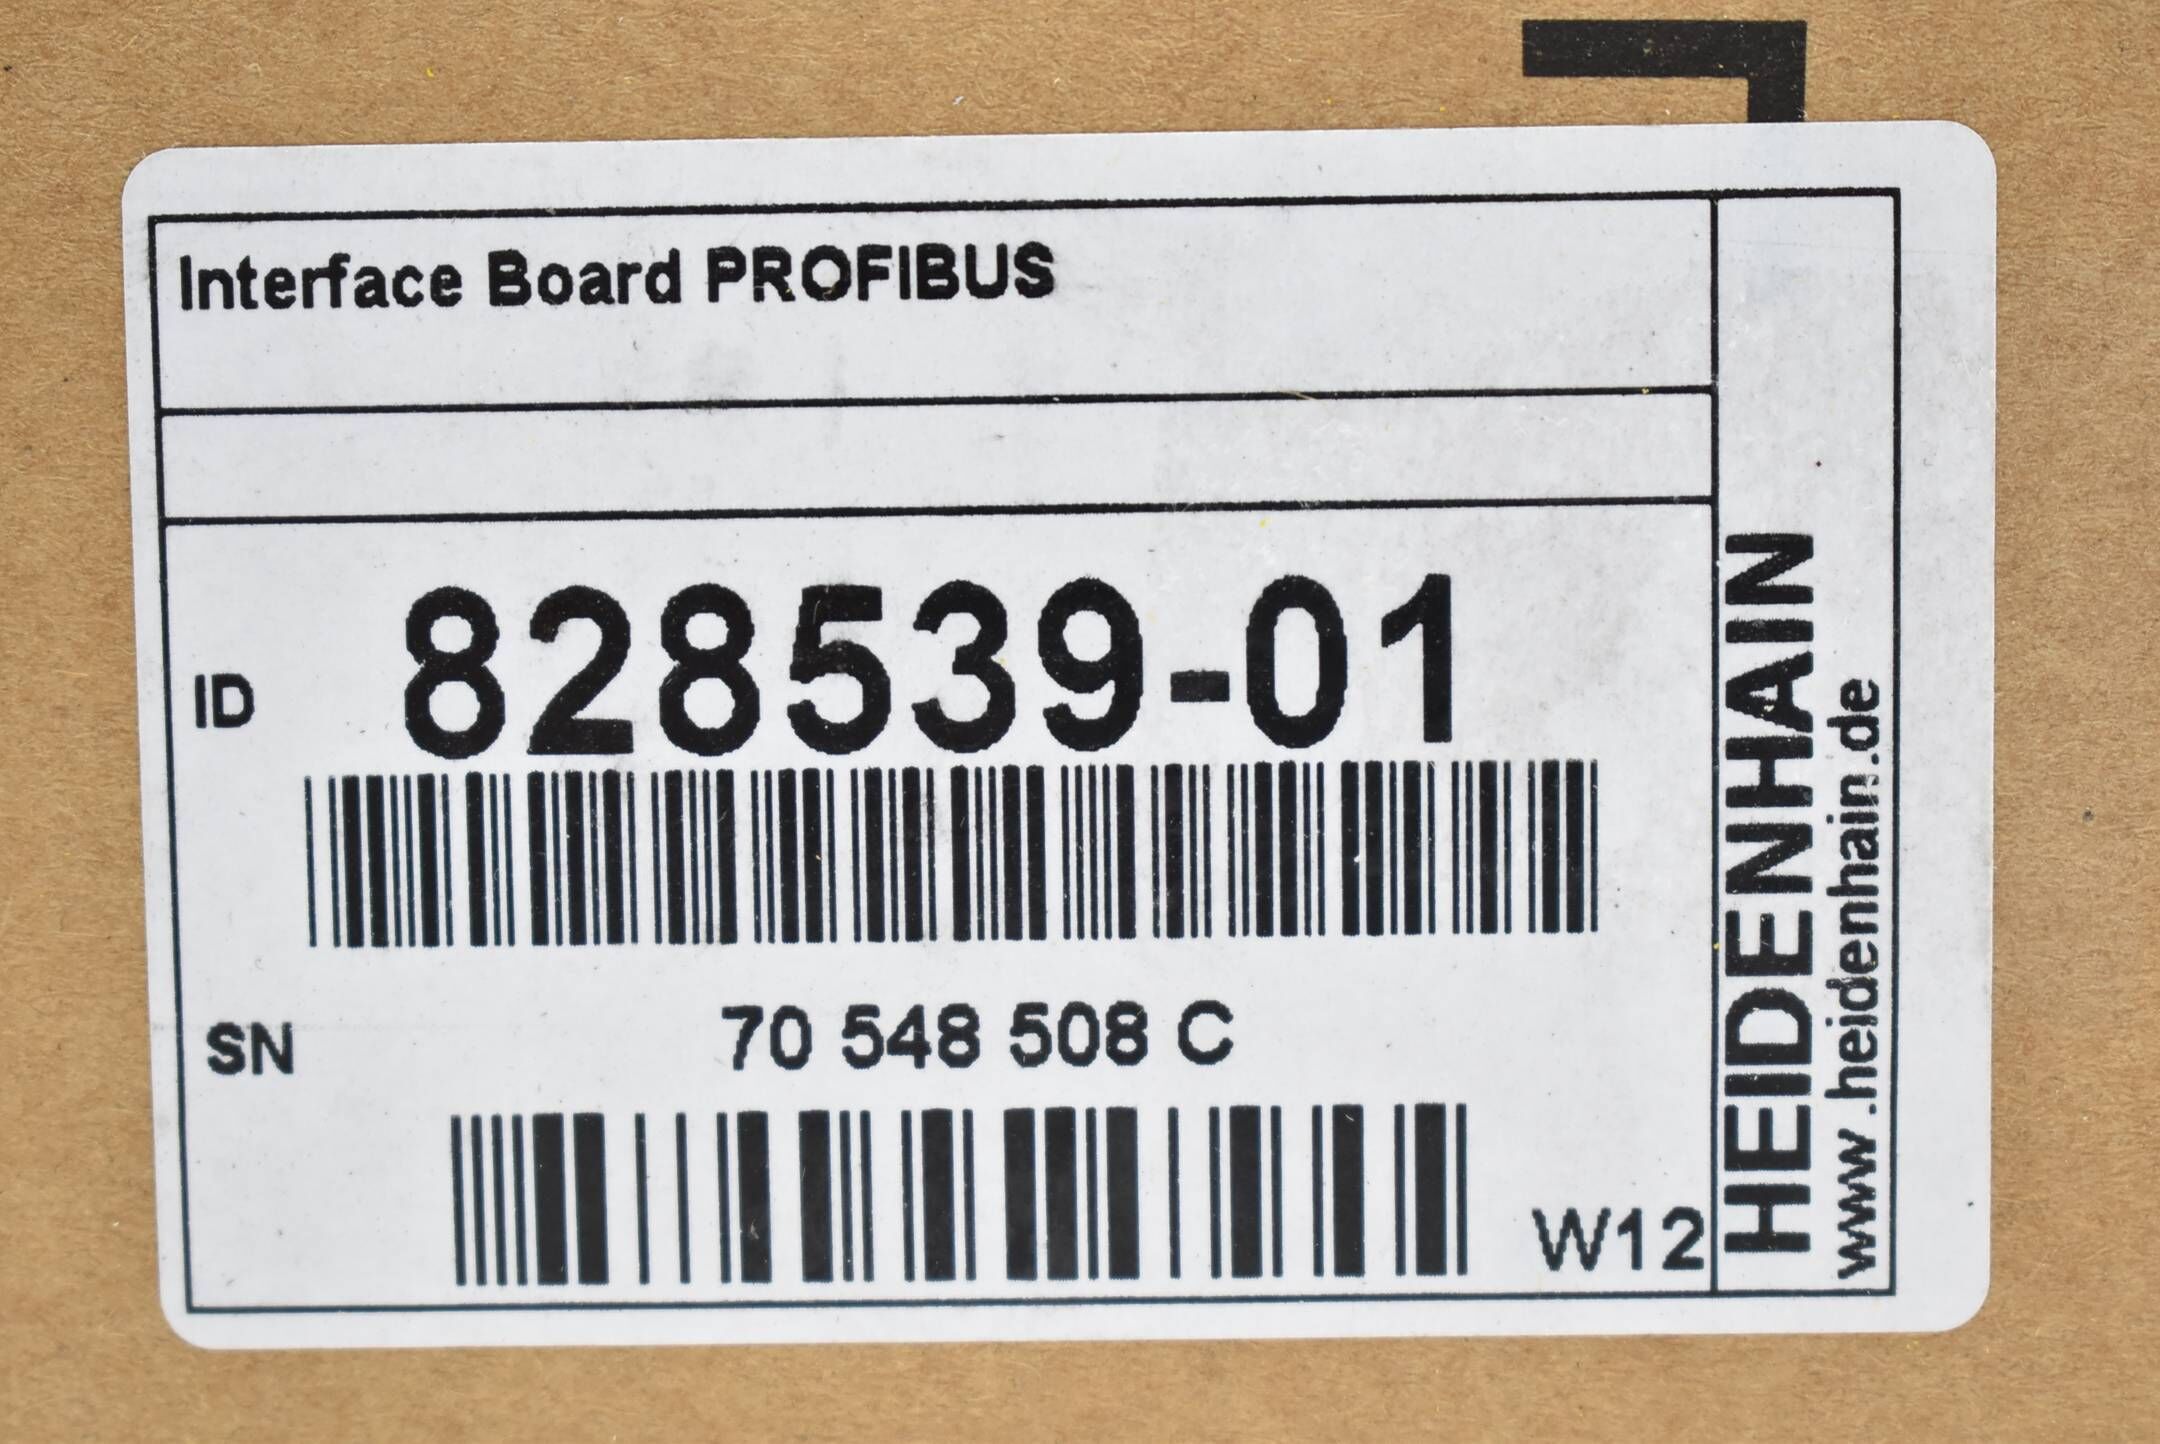 Interface Board PROFIBUS
ID 828539-01
SN 70 548 508 C
W12
HEIDENHAIN
www.heidenhain.de